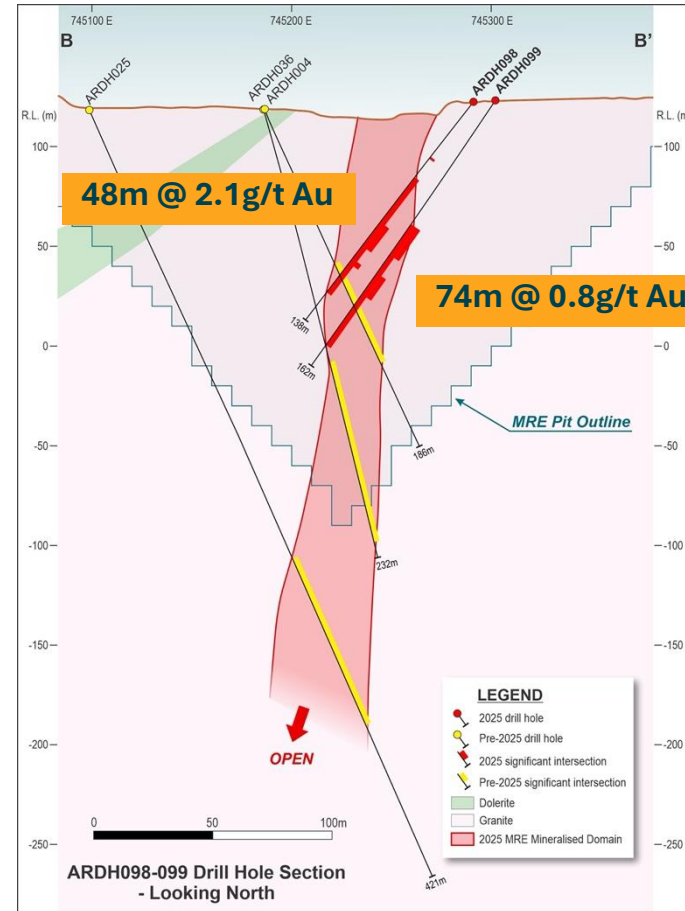 745100 E
745200 E
745300 E
B
B'
ARDH025
ARDH036
ARDH004
ARDH098
ARDH099
R.L. (m)
R.L. (m
100
100
48m @ 2.1g/t Au
50
50
74m @ 0.8g/t Au
138m
0
0
162m
MRE Pit Outline
-50
-50
186m
-100
-100
232m
-150
-150
LEGEND
2025 drill hole
Pre-2025 drill hole
2025 significant intersection
Pre-2025 significant intersection
Dolerite
Granite
2025 MRE Mineralised Domain
-200
-200
OPEN
0
50
100m
-250
-250
ARDH098-099 Drill Hole Section
- Looking North
421m